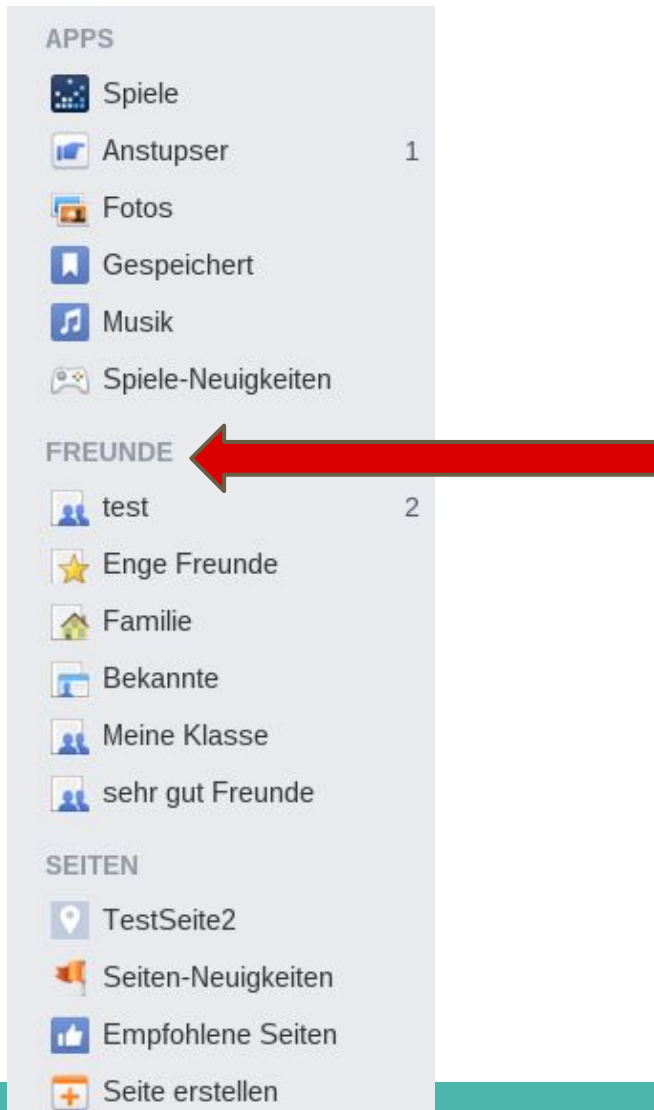 APPS
Spiele
Anstupser 1
Fotos
Gespeichert
Musik
Spiele-Neuigkeiten
FREUNDE
test 2
Enge Freunde
Familie
Bekannte
Meine Klasse
sehr gut Freunde
SEITEN
TestSeite2
Seiten-Neuigkeiten
Empfohlene Seiten
Seite erstellen